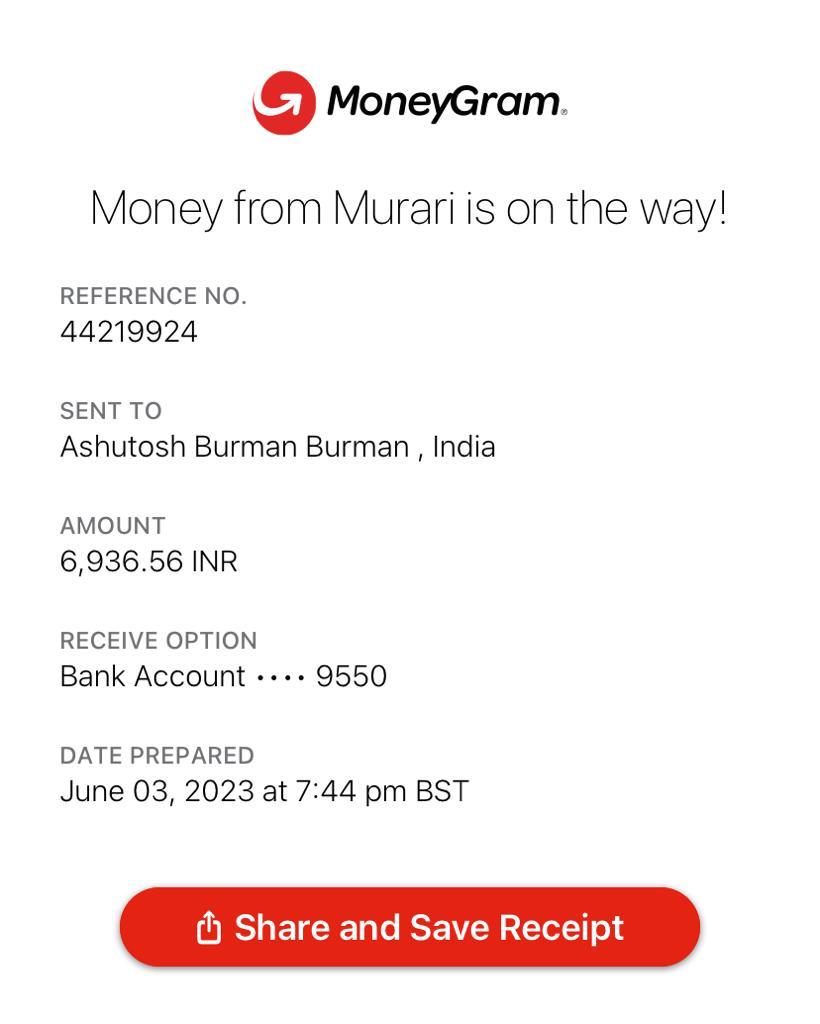 MoneyGram®
Money from Murari is on the way!
REFERENCE NO.
44219924
SENT TO
Ashutosh Burman Burman , India
AMOUNT
6,936.56 INR
RECEIVE OPTION
Bank Account •••• 9550
DATE PREPARED
June 03, 2023 at 7:44 pm BST
Share and Save Receipt